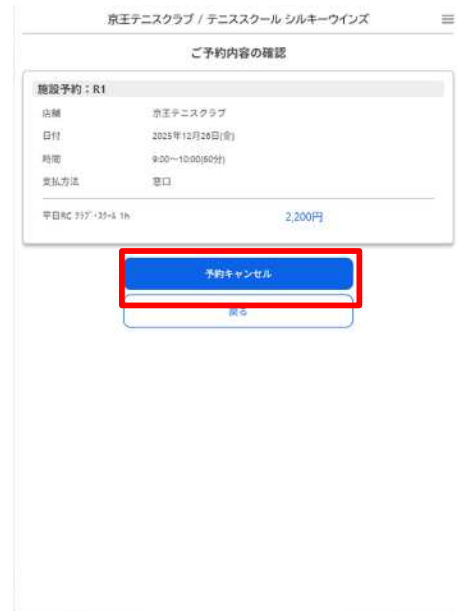 京王テニスクラブ / テニススクール シルキーウインズ
ご予約内容の確認
施設予約：R1
店舗 京王テニスクラブ
日付 2025年12月26日(金)
時間 9:00～10:00(60分)
支払方法 窓口
平日RC ｸﾗﾌﾞ･ｽｸｰﾙ 1h 2,200円
予約キャンセル
戻る